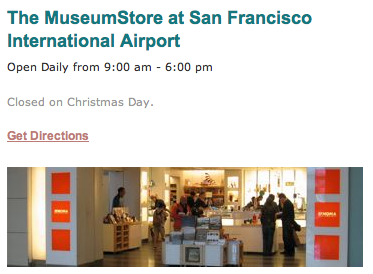 The MuseumStore at San Francisco
International Airport
Open Daily from 9:00 am - 6:00 pm
Closed on Christmas Day.
Get Directions